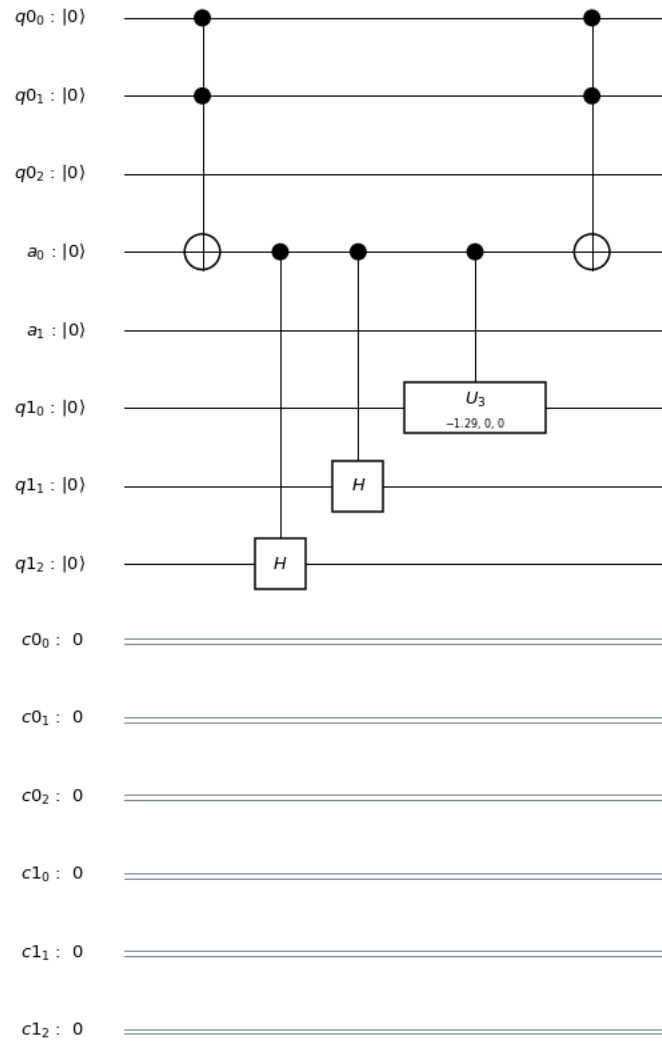 q0₀ : |0⟩
q0₁ : |0⟩
q0₂ : |0⟩
a₀ : |0⟩
a₁ : |0⟩
q1₀ : |0⟩
U₃
−1.29, 0, 0
q1₁ : |0⟩
H
q1₂ : |0⟩
H
c0₀ : 0
c0₁ : 0
c0₂ : 0
c1₀ : 0
c1₁ : 0
c1₂ : 0